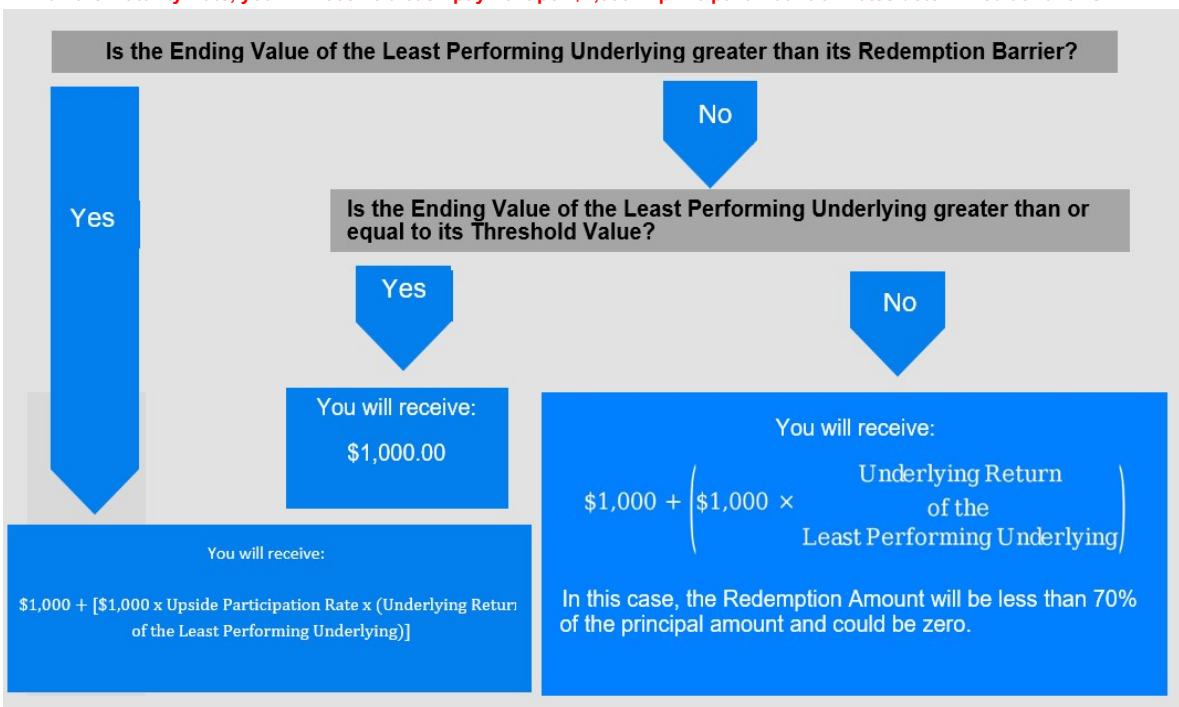 Is the Ending Value of the Least Performing Underlying greater than its Redemption Barrier?
No
Yes
Is the Ending Value of the Least Performing Underlying greater than or
equal to its Threshold Value?
Yes
No
You will receive:
$1,000.00
You will receive:
$1,000 + ($1,000 × Underlying Return
of the
Least Performing Underlying)
In this case, the Redemption Amount will be less than 70%
of the principal amount and could be zero.
You will receive:
$1,000 + [$1,000 x Upside Participation Rate x (Underlying Return
of the Least Performing Underlying)]